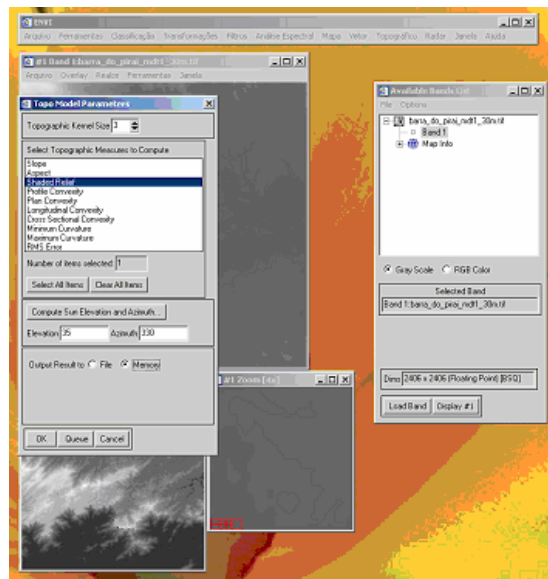 ENVI
Arquivo Ferramentas Classificação Transformações Filtros Análise Espectral Mapa Vetor Topográfico Radar Janela Ajuda
#1 Band 1:barra_do_pirai_mdt1_30m.tif
Arquivo Overlay Realce Ferramentas Janela
Topo Model Parameters
Topographic Kernel Size 3
Select Topographic Measures to Compute
Slope
Aspect
Shaded Relief
Profile Convexity
Plan Convexity
Longitudinal Convexity
Cross Sectional Convexity
Minimum Curvature
Maximum Curvature
RMS Error
Number of items selected: 1
Select All Items Clear All Items
Compute Sun Elevation and Azimuth...
Elevation 35 Azimuth 330
Output Result to File Memory
OK Queue Cancel
#1 Zoom [4x]
Available Bands List
File Options
barra_do_pirai_mdt1_30m.tif
Band 1
Map Info
Gray Scale RGB Color
Selected Band
Band 1:barra_do_pirai_mdt1_30m.tif
Dims 2406 x 2406 (Floating Point) [BSQ]
Load Band Display #1